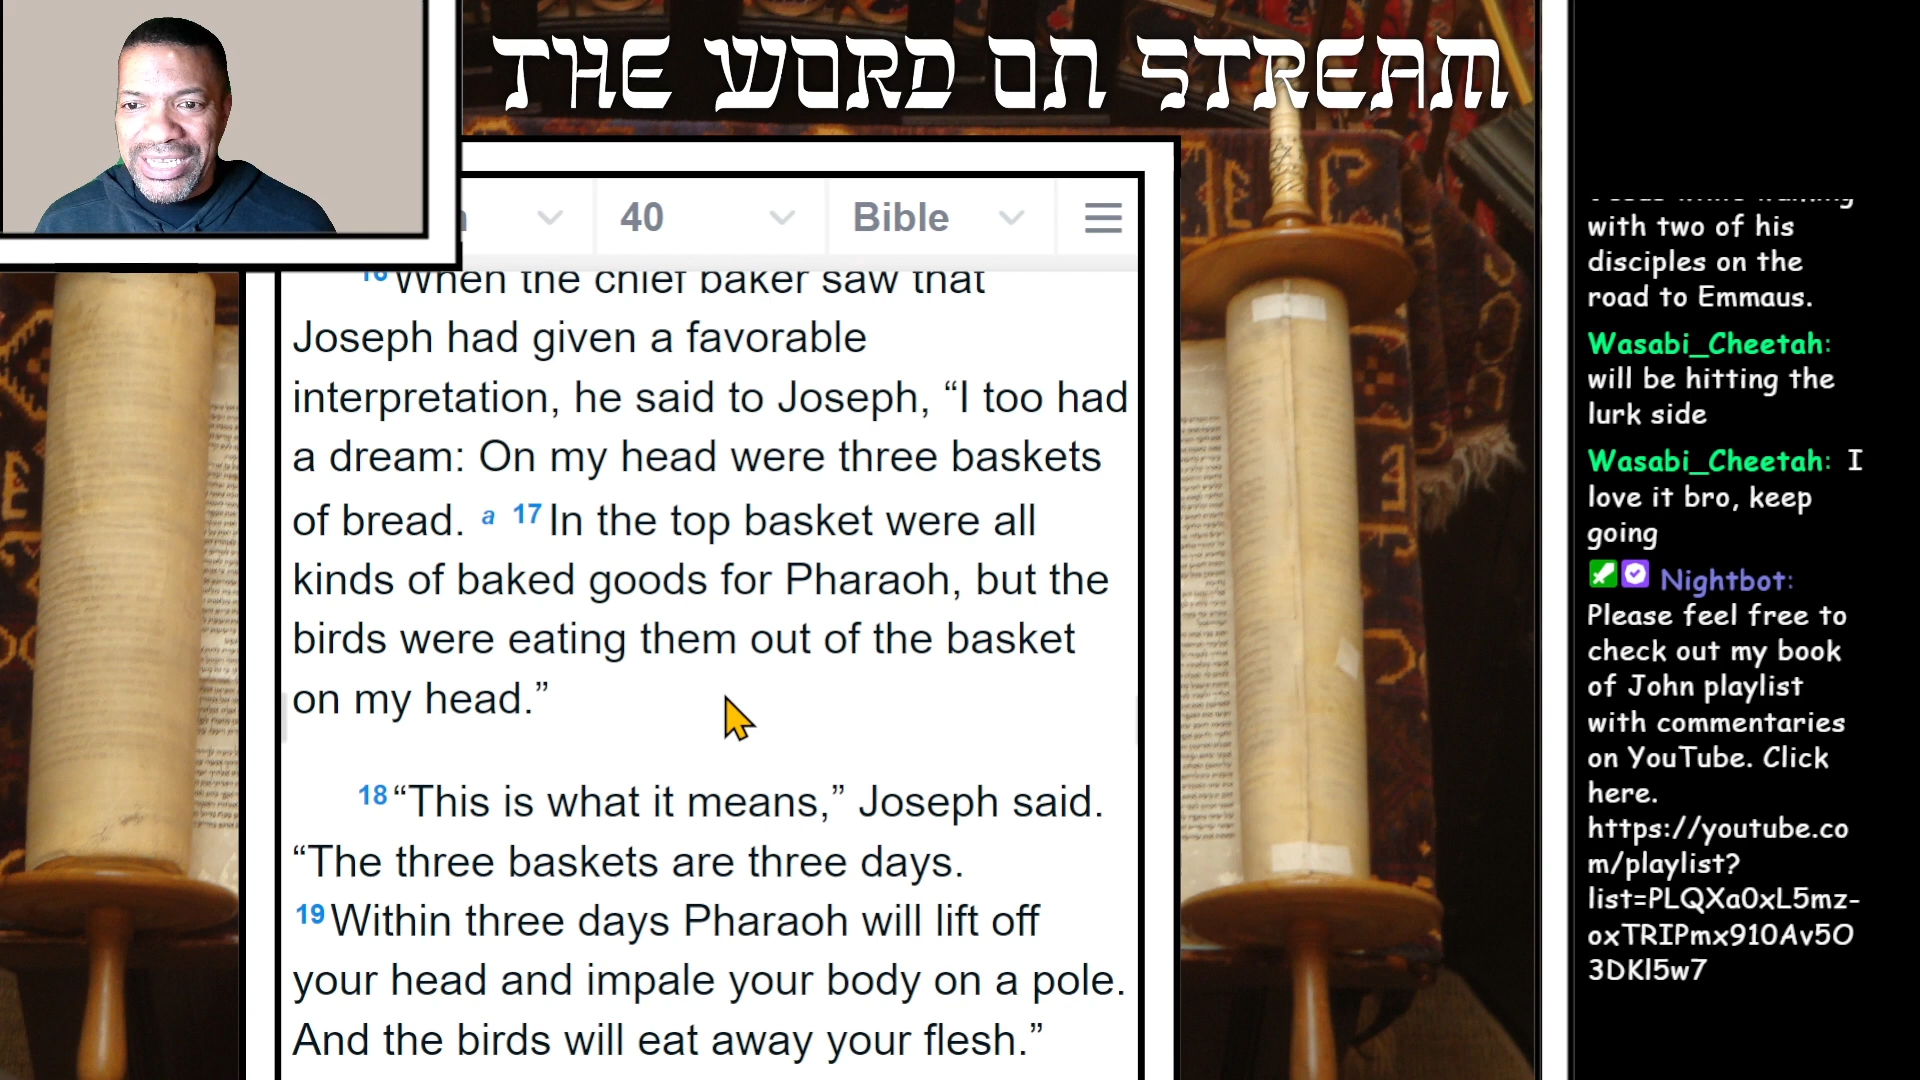 THE WORD ON STREAM
40
Bible
16 When the chief baker saw that
Joseph had given a favorable
interpretation, he said to Joseph, “I too had
a dream: On my head were three baskets
of bread. a 17 In the top basket were all
kinds of baked goods for Pharaoh, but the
birds were eating them out of the basket
on my head.”
18 “This is what it means,” Joseph said.
“The three baskets are three days.
19 Within three days Pharaoh will lift off
your head and impale your body on a pole.
And the birds will eat away your flesh.”
with two of his
disciples on the
road to Emmaus.
Wasabi_Cheetah:
will be hitting the
lurk side
Wasabi_Cheetah: I
love it bro, keep
going
Nightbot:
Please feel free to
check out my book
of John playlist
with commentaries
on YouTube. Click
here.
https://youtube.co
m/playlist?
list=PLQXa0xL5mz-
oxTRIPmx910Av5O
3DKl5w7